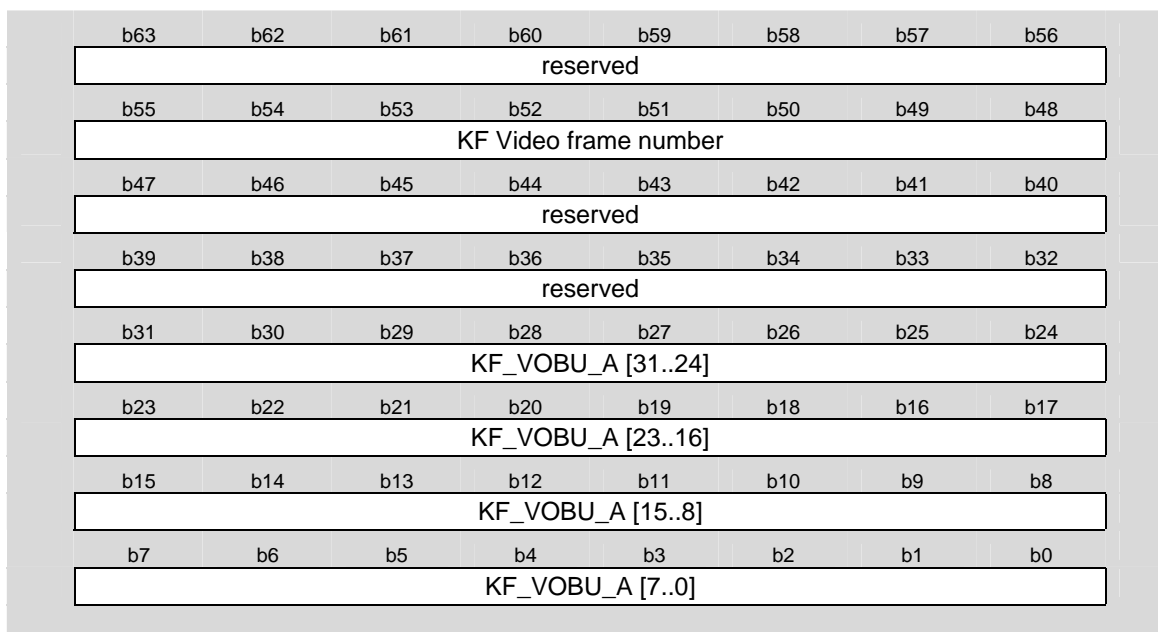 b63 b62 b61 b60 b59 b58 b57 b56
reserved
b55 b54 b53 b52 b51 b50 b49 b48
KF Video frame number
b47 b46 b45 b44 b43 b42 b41 b40
reserved
b39 b38 b37 b36 b35 b34 b33 b32
reserved
b31 b30 b29 b28 b27 b26 b25 b24
KF_VOBU_A [31..24]
b23 b22 b21 b20 b19 b18 b16 b17
KF_VOBU_A [23..16]
b15 b14 b13 b12 b11 b10 b9 b8
KF_VOBU_A [15..8]
b7 b6 b5 b4 b3 b2 b1 b0
KF_VOBU_A [7..0]